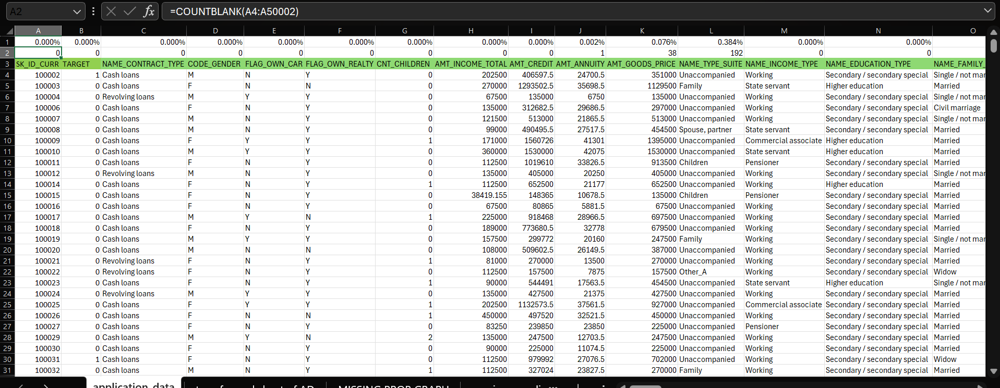 A2 fx =COUNTBLANK(A4:A50002)
A B C D E F G H I J K L M N O
1 0.000% 0.000% 0.000% 0.000% 0.000% 0.000% 0.000% 0.000% 0.000% 0.002% 0.076% 0.384% 0.000% 0.000%
2 0 0 0 0 0 0 0 0 0 1 38 192 0 0
3 SK_ID_CURR TARGET NAME_CONTRACT_TYPE CODE_GENDER FLAG_OWN_CAR FLAG_OWN_REALTY CNT_CHILDREN AMT_INCOME_TOTAL AMT_CREDIT AMT_ANNUITY AMT_GOODS_PRICE NAME_TYPE_SUITE NAME_INCOME_TYPE NAME_EDUCATION_TYPE NAME_FAMILY_
4 100002 1 Cash loans M N Y 0 202500 406597.5 24700.5 351000 Unaccompanied Working Secondary / secondary special Single / not mar
5 100003 0 Cash loans F N N 0 270000 1293502.5 35698.5 1129500 Family State servant Higher education Married
6 100004 0 Revolving loans M Y Y 0 67500 135000 6750 135000 Unaccompanied Working Secondary / secondary special Single / not mar
7 100006 0 Cash loans F N Y 0 135000 312682.5 29686.5 297000 Unaccompanied Working Secondary / secondary special Civil marriage
8 100007 0 Cash loans M N Y 0 121500 513000 21865.5 513000 Unaccompanied Working Secondary / secondary special Single / not mar
9 100008 0 Cash loans M N Y 0 99000 490495.5 27517.5 454500 Spouse, partner State servant Secondary / secondary special Married
10 100009 0 Cash loans F Y Y 1 171000 1560726 41301 1395000 Unaccompanied Commercial associate Higher education Married
11 100010 0 Cash loans M Y Y 0 360000 1530000 42075 1530000 Unaccompanied State servant Higher education Married
12 100011 0 Cash loans F N Y 0 112500 1019610 33826.5 913500 Children Pensioner Secondary / secondary special Married
13 100012 0 Revolving loans M N Y 0 135000 405000 20250 405000 Unaccompanied Working Secondary / secondary special Single / not mar
14 100014 0 Cash loans F N Y 1 112500 652500 21177 652500 Unaccompanied Working Higher education Married
15 100015 0 Cash loans F N Y 0 38419.155 148365 10678.5 135000 Children Pensioner Secondary / secondary special Married
16 100016 0 Cash loans F N Y 0 67500 80865 5881.5 67500 Unaccompanied Working Secondary / secondary special Married
17 100017 0 Cash loans M Y N 1 225000 918468 28966.5 697500 Unaccompanied Working Secondary / secondary special Married
18 100018 0 Cash loans F N Y 0 189000 773680.5 32778 679500 Unaccompanied Working Secondary / secondary special Married
19 100019 0 Cash loans M Y Y 0 157500 299772 20160 247500 Family Working Secondary / secondary special Single / not mar
20 100020 0 Cash loans M N N 0 108000 509602.5 26149.5 387000 Unaccompanied Working Secondary / secondary special Married
21 100021 0 Revolving loans F N Y 1 81000 270000 13500 270000 Unaccompanied Working Secondary / secondary special Married
22 100022 0 Revolving loans F N Y 0 112500 157500 7875 157500 Other_A Working Secondary / secondary special Widow
23 100023 0 Cash loans F N Y 1 90000 544491 17563.5 454500 Unaccompanied State servant Higher education Single / not mar
24 100024 0 Revolving loans M Y Y 0 135000 427500 21375 427500 Unaccompanied Working Secondary / secondary special Married
25 100025 0 Cash loans F Y Y 1 202500 1132573.5 37561.5 927000 Unaccompanied Commercial associate Secondary / secondary special Married
26 100026 0 Cash loans F N N 1 450000 497520 32521.5 450000 Unaccompanied Working Secondary / secondary special Married
27 100027 0 Cash loans F N Y 0 83250 239850 23850 225000 Unaccompanied Pensioner Secondary / secondary special Married
28 100029 0 Cash loans M Y N 2 135000 247500 12703.5 247500 Unaccompanied Working Secondary / secondary special Married
29 100030 0 Cash loans F N Y 0 90000 225000 11074.5 225000 Unaccompanied Working Secondary / secondary special Married
30 100031 1 Cash loans F N Y 0 112500 979992 27076.5 702000 Unaccompanied Working Secondary / secondary special Widow
31 100032 0 Cash loans M N Y 1 112500 327024 23827.5 270000 Family Working Secondary / secondary special Married
application_data